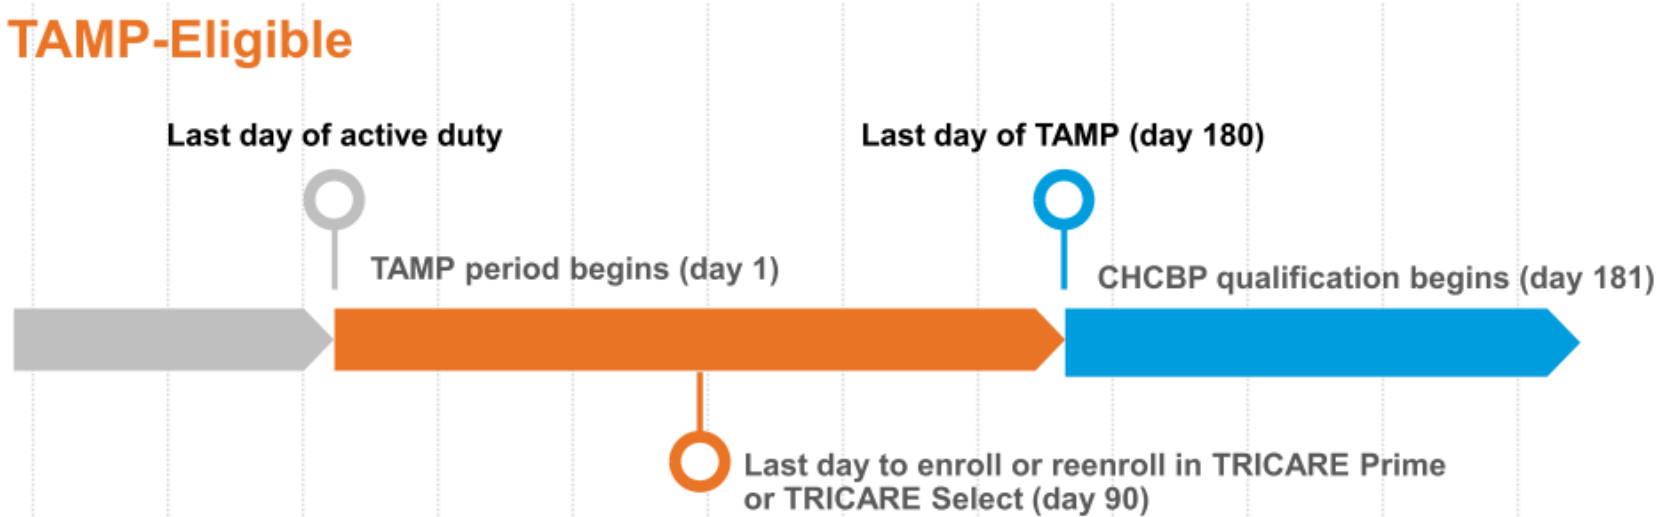 TAMP-Eligible
Last day of active duty
Last day of TAMP (day 180)
TAMP period begins (day 1)
CHCBP qualification begins (day 181)
Last day to enroll or reenroll in TRICARE Prime
or TRICARE Select (day 90)